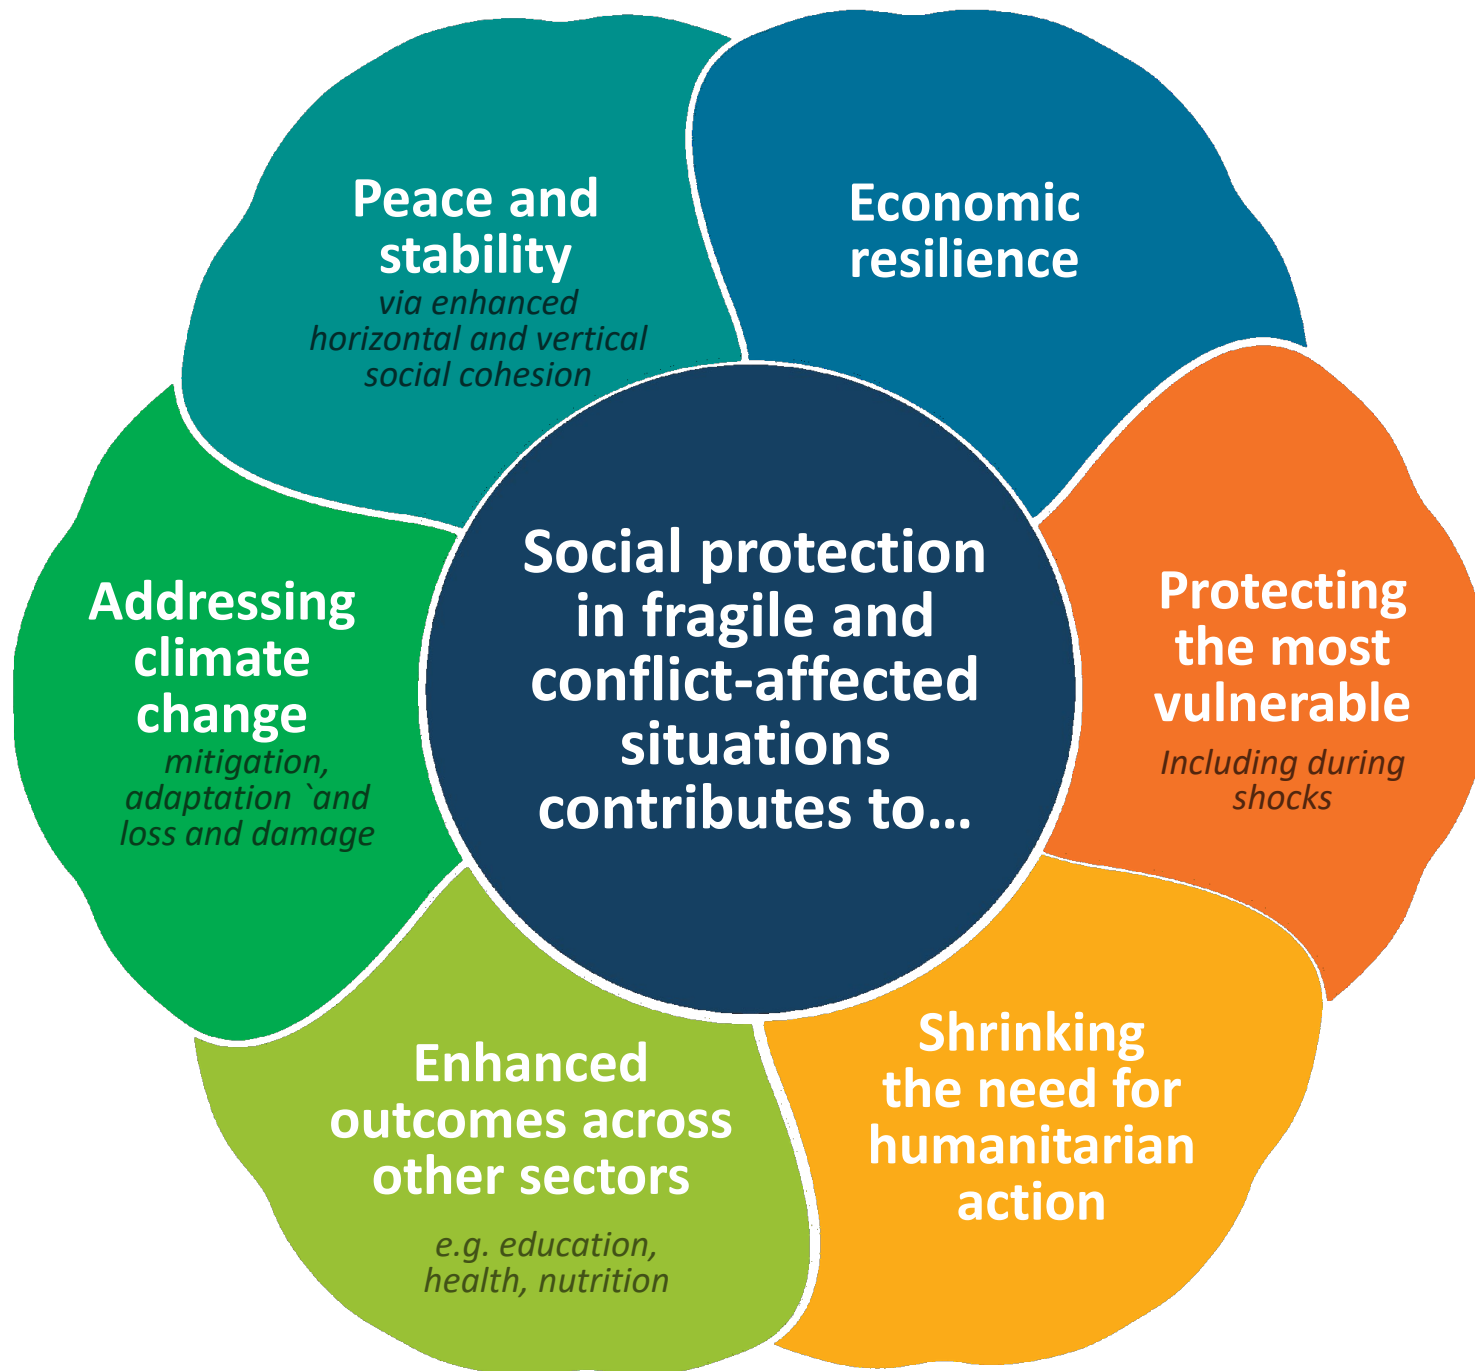 Peace and
stability
via enhanced
horizontal and vertical
social cohesion
Economic
resilience
Social protection
in fragile and
conflict-affected
situations
contributes to…
Addressing
climate
change
mitigation,
adaptation `and
loss and damage
Protecting
the most
vulnerable
Including during
shocks
Enhanced
outcomes across
other sectors
e.g. education,
health, nutrition
Shrinking
the need for
humanitarian
action